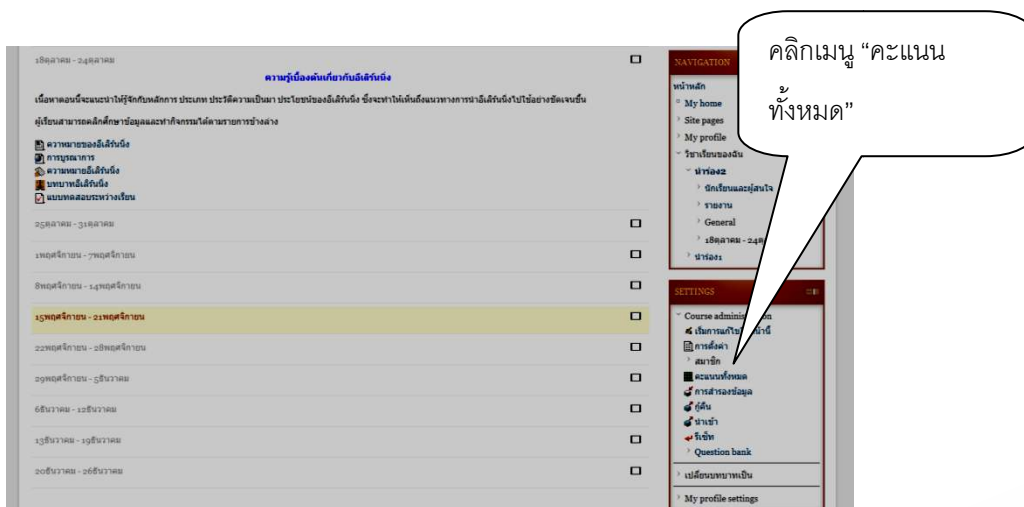 คลิกเมนู “คะแนน
ทั้งหมด”
18ตุลาคม - 24ตุลาคม
ความรู้เบื้องต้นเกี่ยวกับอีเลิร์นนิ่ง
เนื้อหาตอนนี้จะแนะนำให้รู้จักกับหลักการ ประเภท ประวัติความเป็นมา ประโยชน์ของอีเลิร์นนิ่ง ซึ่งจะทำให้เห็นถึงแนวทางการนำอีเลิร์นนิ่งไปใช้อย่างชัดเจนขึ้น
ผู้เรียนสามารถคลิกศึกษาข้อมูลและทำกิจกรรมได้ตามรายการข้างล่าง
ควาหมายของอีเลิร์นนิ่ง
การบูรณาการ
ความหมายอีเลิร์นนิ่ง
บทบาทอีเลิร์นนิ่ง
แบบทดสอบระหว่างเรียน
25ตุลาคม - 31ตุลาคม
1พฤศจิกายน - 7พฤศจิกายน
8พฤศจิกายน - 14พฤศจิกายน
15พฤศจิกายน - 21พฤศจิกายน
22พฤศจิกายน - 28พฤศจิกายน
29พฤศจิกายน - 5ธันวาคม
6ธันวาคม - 12ธันวาคม
13ธันวาคม - 19ธันวาคม
20ธันวาคม - 26ธันวาคม
NAVIGATION
หน้าหลัก
My home
Site pages
My profile
วิชาเรียนของฉัน
นำร่อง2
นักเรียนและผู้สนใจ
รายงาน
General
18ตุลาคม - 24ตุ
นำร่อง1
SETTINGS
Course administration
เริ่มการแก้ไขในหน้านี้
การตั้งค่า
สมาชิก
คะแนนทั้งหมด
การสำรองข้อมูล
กู้คืน
นำเข้า
รีเซ็ท
Question bank
เปลี่ยนบทบาทเป็น
My profile settings